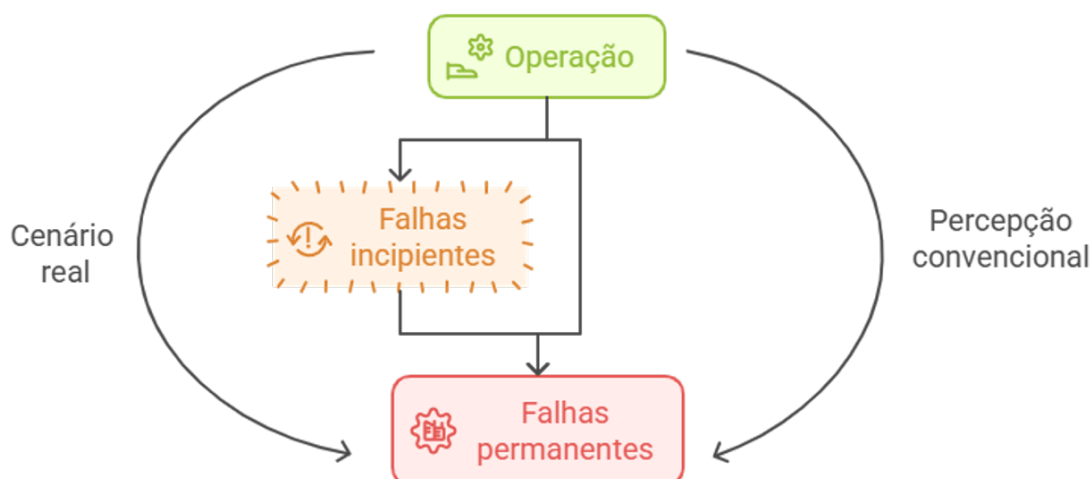 Operação
Falhas
incipientes
Cenário
real
Percepção
convencional
Falhas
permanentes